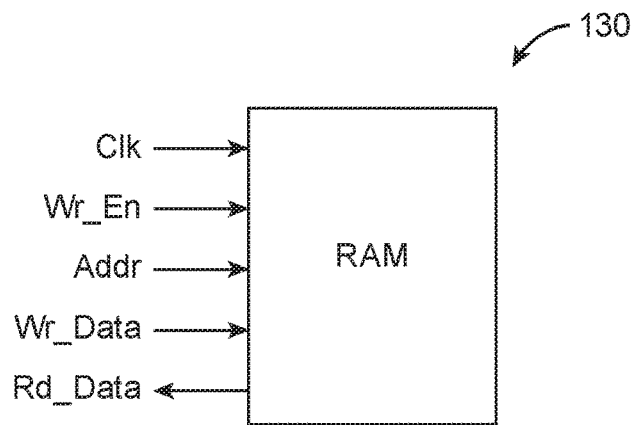 130
Clk
Wr_En
Addr
RAM
Wr_Data
Rd_Data